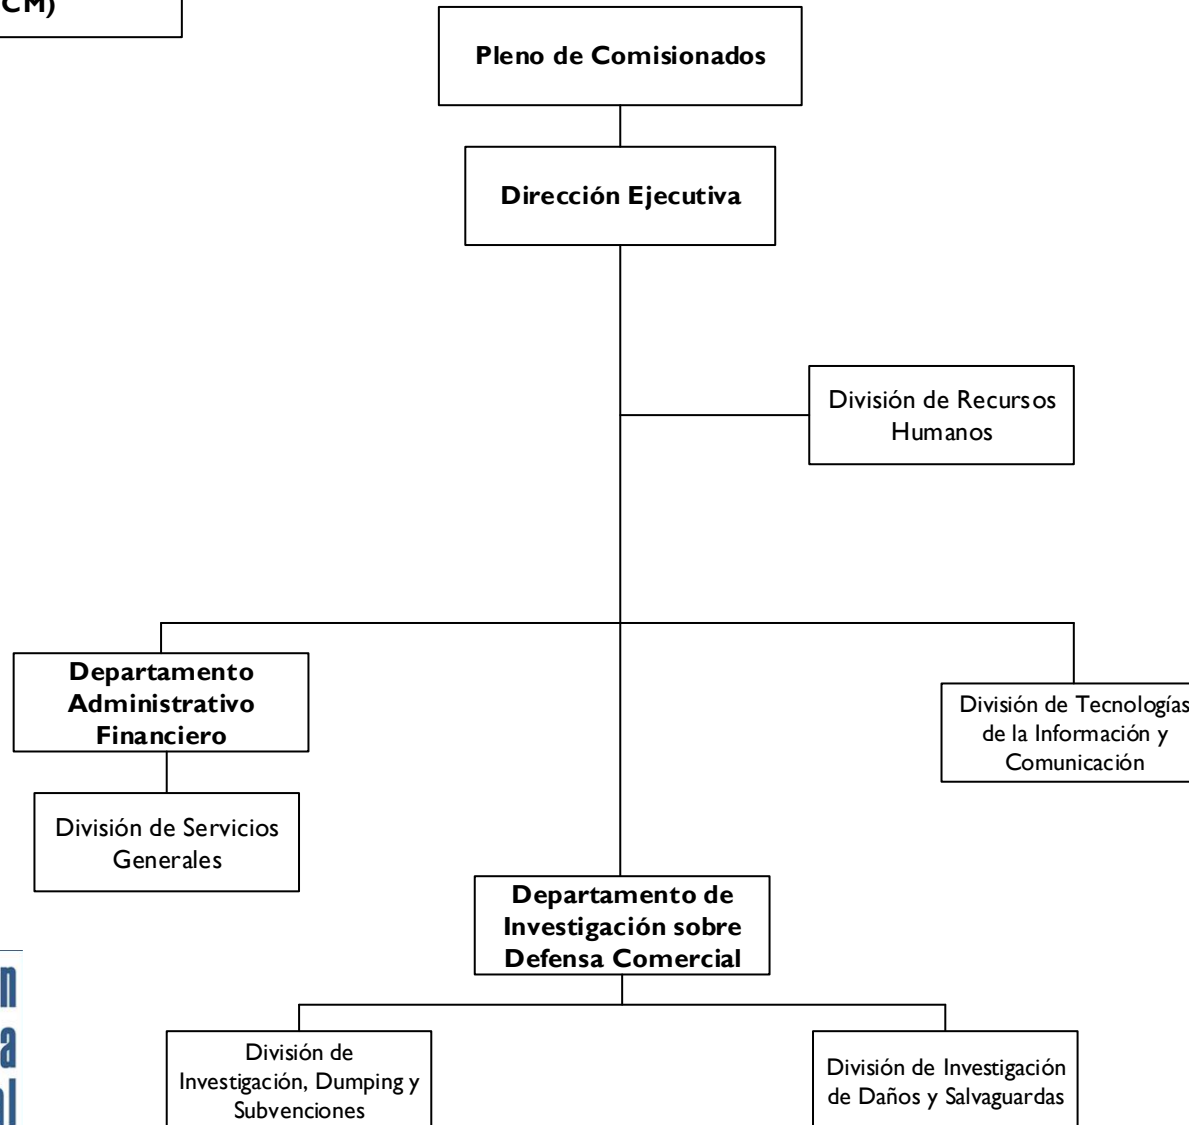 CM)
Pleno de Comisionados
Dirección Ejecutiva
División de Recursos
Humanos
Departamento
Administrativo
Financiero
División de Tecnologías
de la Información y
Comunicación
División de Servicios
Generales
Departamento de
Investigación sobre
Defensa Comercial
División de
Investigación, Dumping y
Subvenciones
División de Investigación
de Daños y Salvaguardas
n
a
al